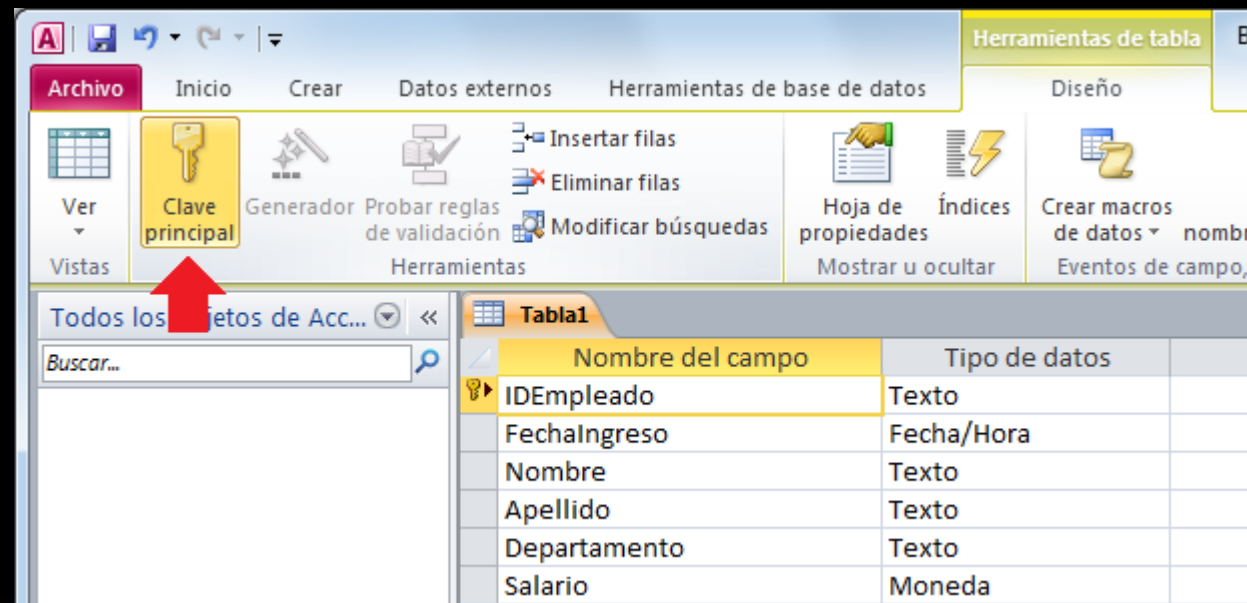 Herramientas de tabla
Archivo Inicio Crear Datos externos Herramientas de base de datos Diseño
Ver
Clave principal
Generador
Probar reglas de validación
Insertar filas
Eliminar filas
Modificar búsquedas
Hoja de propiedades
Índices
Crear macros de datos
Vistas Herramientas Mostrar u ocultar Eventos de campo,
Todos los jetos de Acc...
Buscar...
Tabla1
Nombre del campo Tipo de datos
IDEmpleado Texto
FechaIngreso Fecha/Hora
Nombre Texto
Apellido Texto
Departamento Texto
Salario Moneda